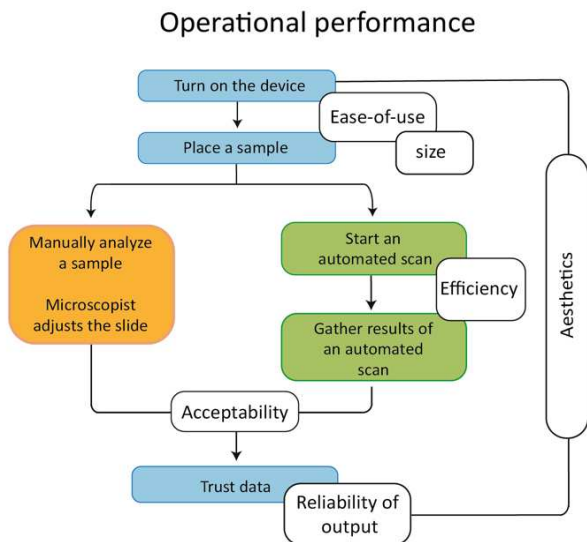 Operational performance
Turn on the device
Ease-of-use
Place a sample
size
Manually analyze
a sample
Microscopist
adjusts the slide
Start an
automated scan
Efficiency
Gather results of
an automated
scan
Aesthetics
Acceptability
Trust data
Reliability of
output